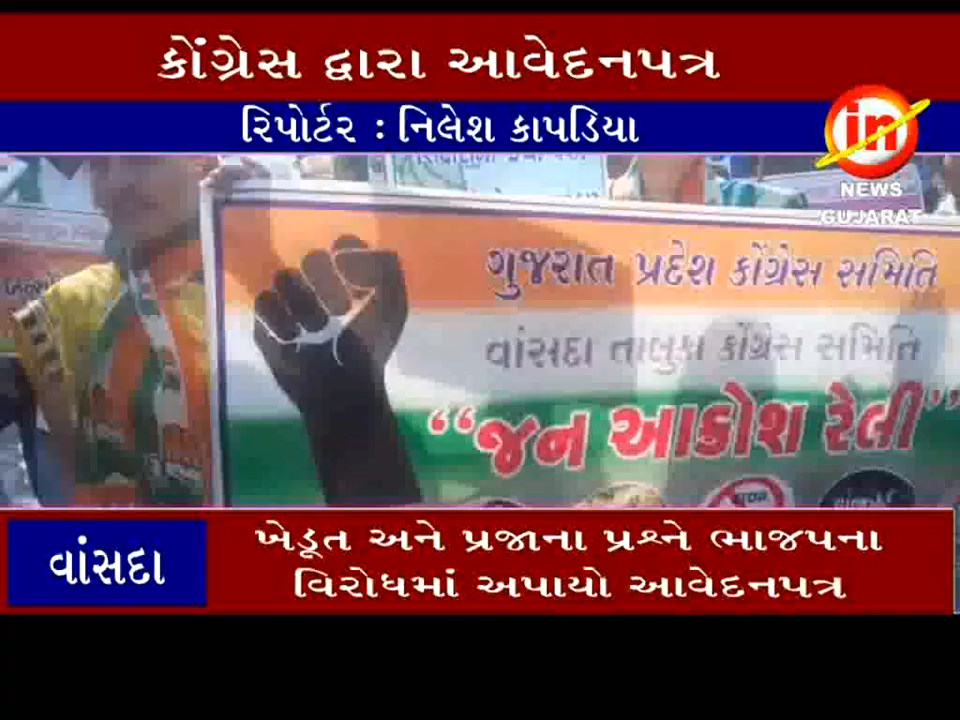 કોંગ્રેસ દ્વારા આવેદનપત્ર
રિપોર્ટર : નિલેશ કાપડિયા
in
NEWS
GUJARAT
ગુજરાત પ્રદેશ કોંગ્રેસ સમિતિ
વાંસદા તાલુકા કોંગ્રેસ સમિતિ
“જન આક્રોશ રેલી”
વાંસદા
ખેડૂત અને પ્રજાના પ્રશ્ને ભાજપના
વિરોધમાં અપાયો આવેદનપત્ર